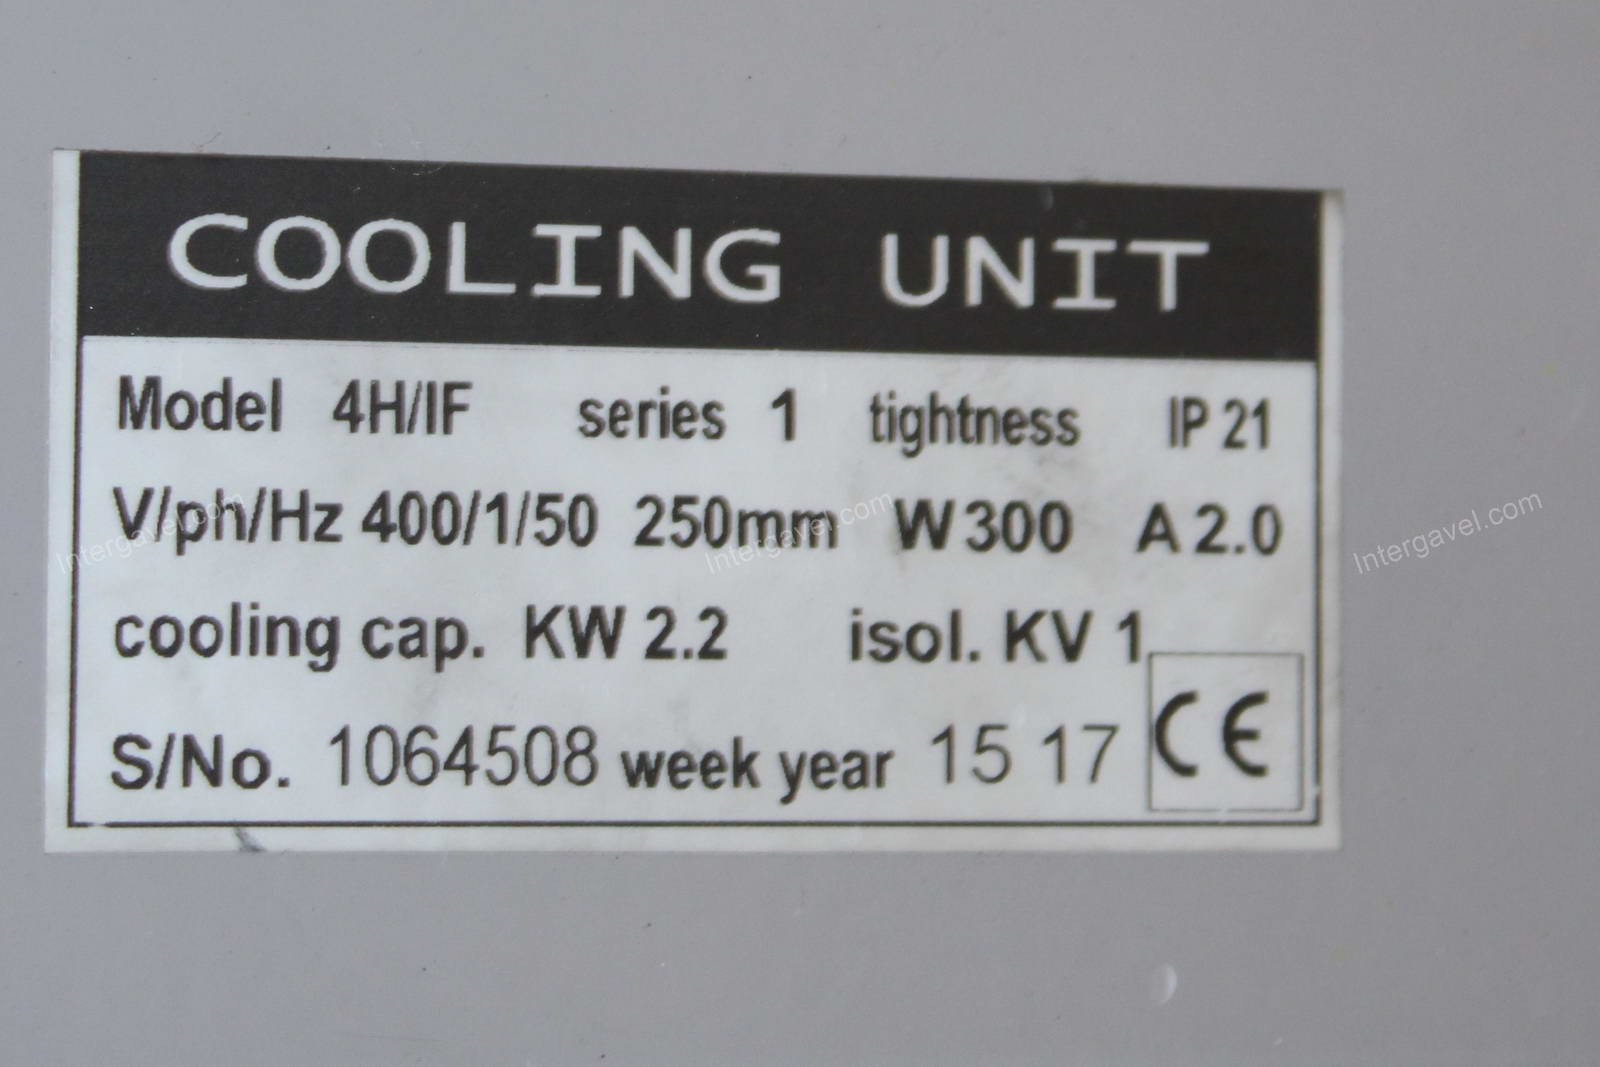 COOLING UNIT
Model 4H/IF series 1 tightness IP 21
V/ph/Hz 400/1/50 250mm W300 A 2.0
cooling cap. KW 2.2 isol. KV 1
S/No. 1064508 week year 15 17 CE
Intergavel.com Intergavel.com Intergavel.com